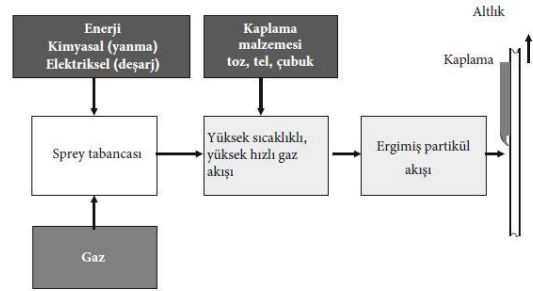 Altlık
Enerji
Kimyasal (yanma)
Elektriksel (deşarj)
Kaplama
malzemesi
toz, tel, çubuk
Kaplama
Sprey tabancası
Yüksek sıcaklıklı,
yüksek hızlı gaz
akışı
Ergimiş partikül
akışı
Gaz